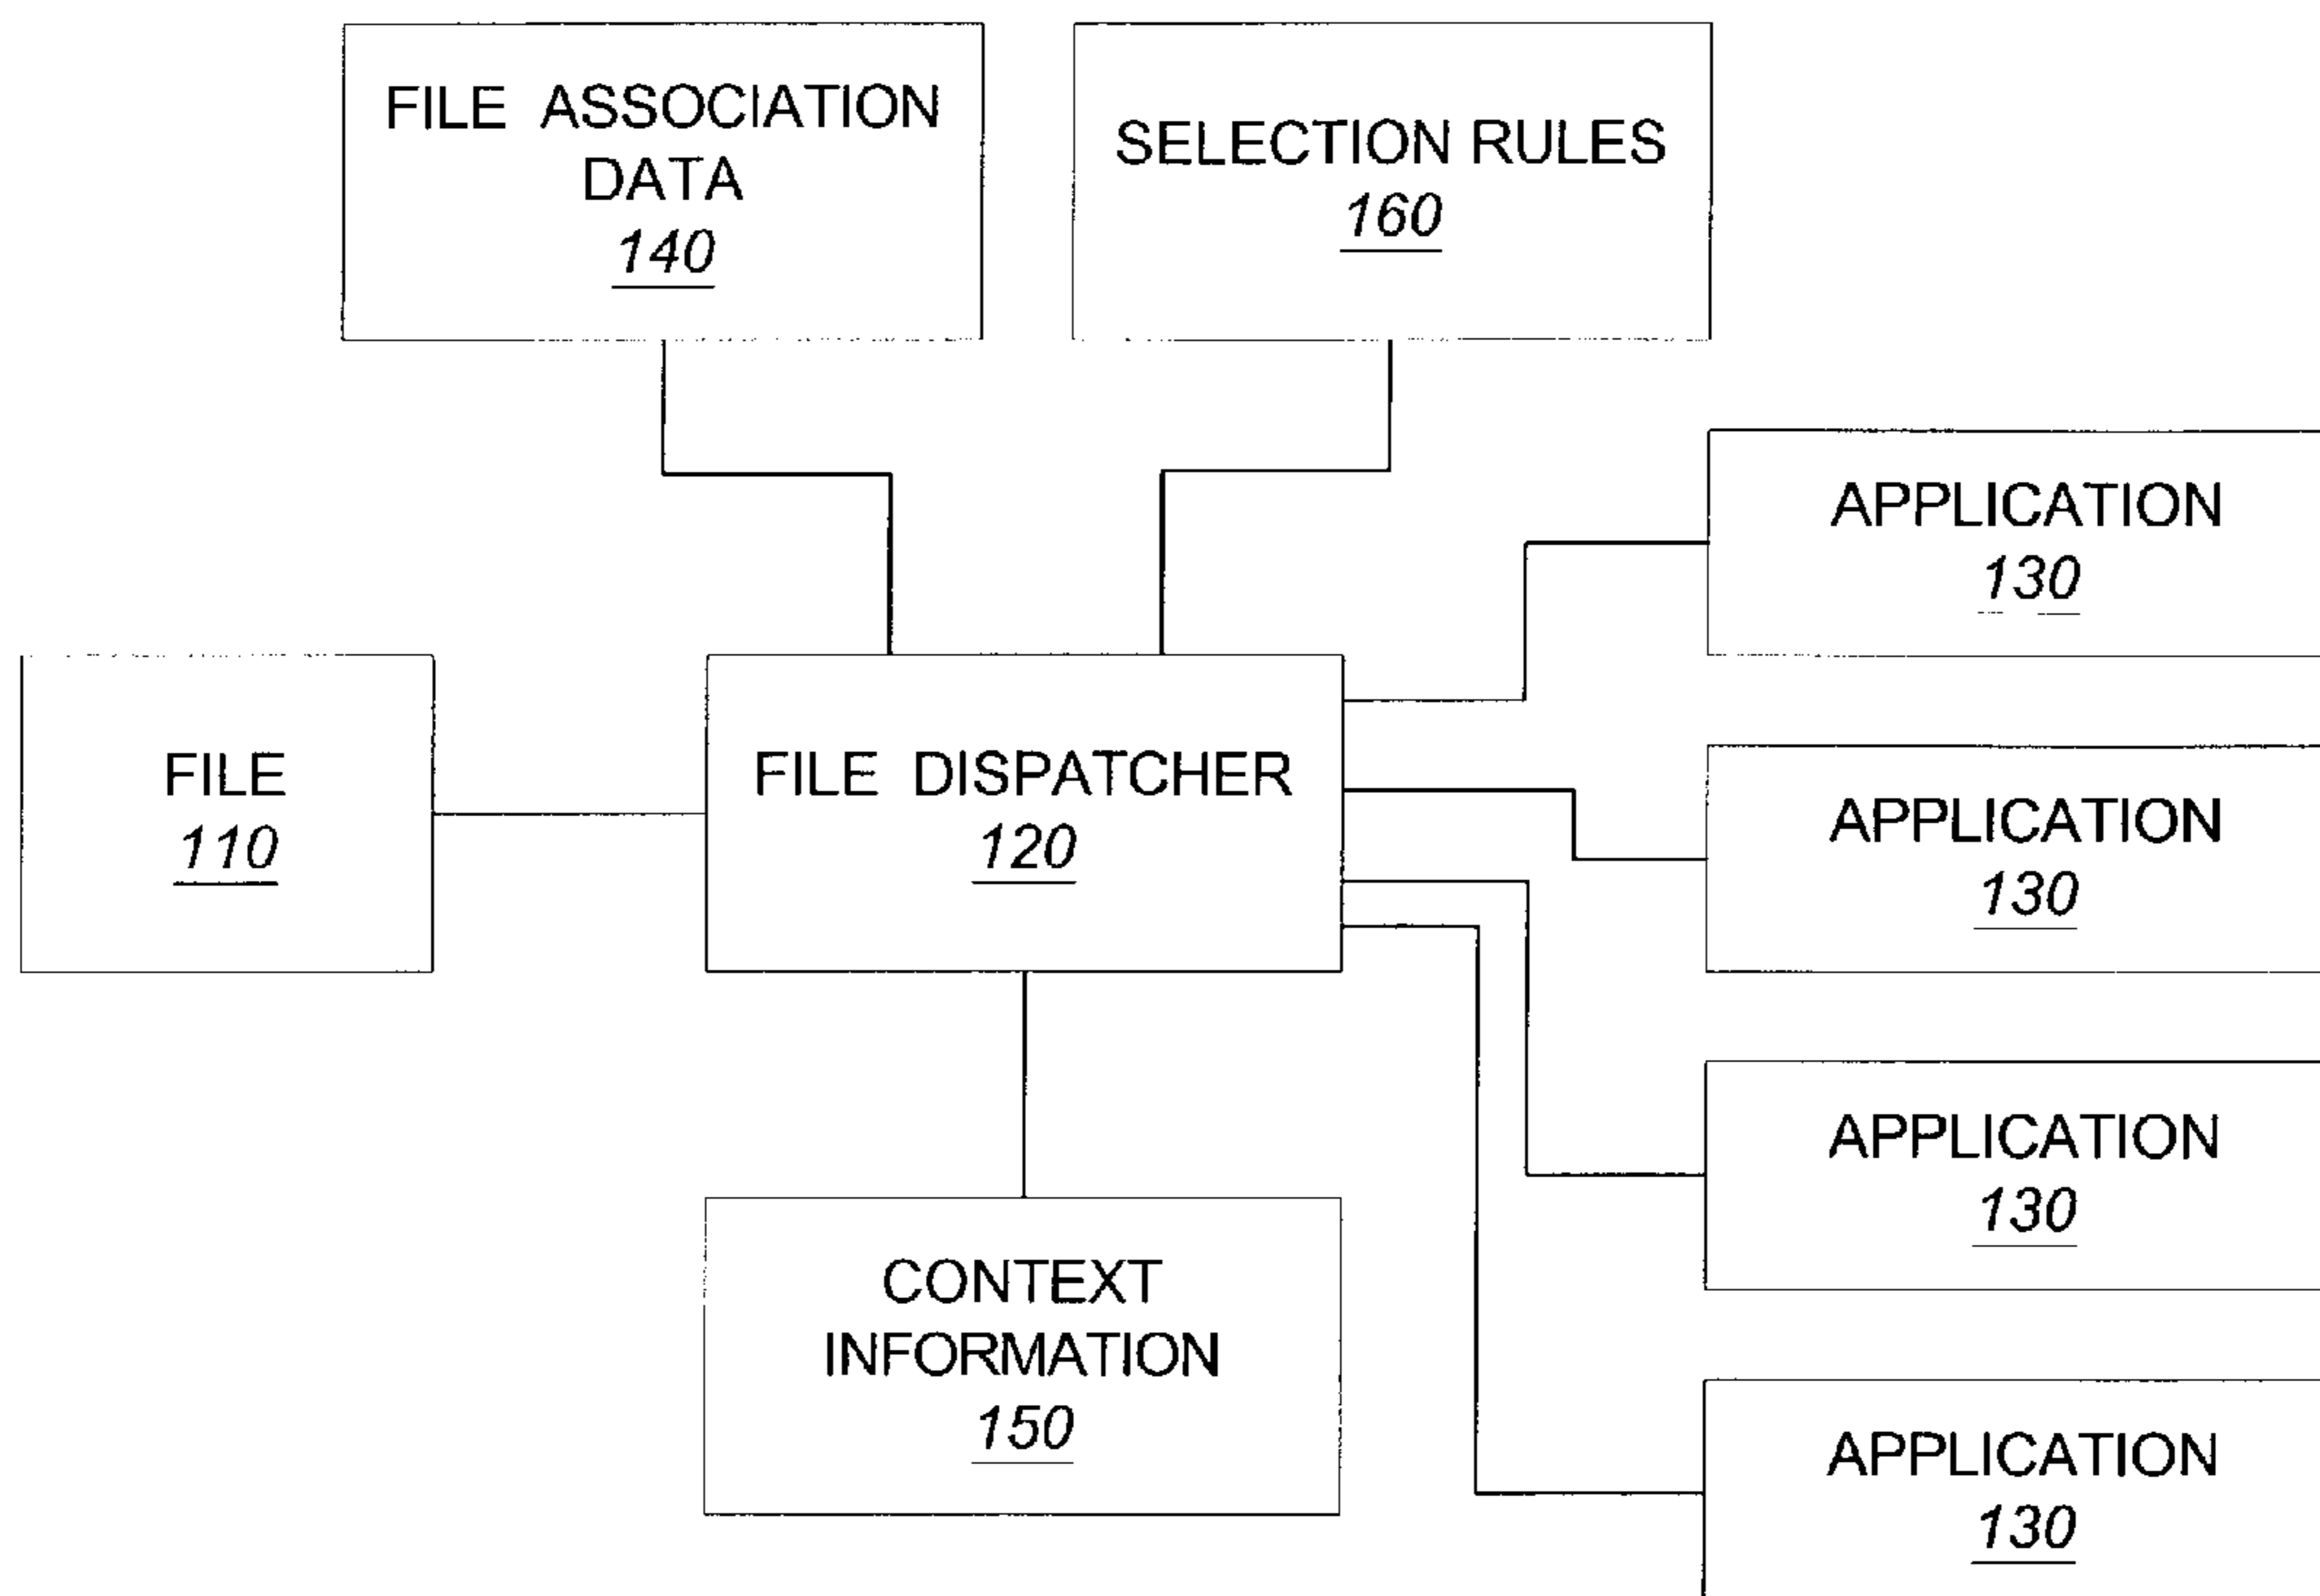 FILE ASSOCIATION
DATA
140
SELECTION RULES
160
APPLICATION
130
FILE
110
FILE DISPATCHER
120
APPLICATION
130
APPLICATION
130
CONTEXT
INFORMATION
150
APPLICATION
130